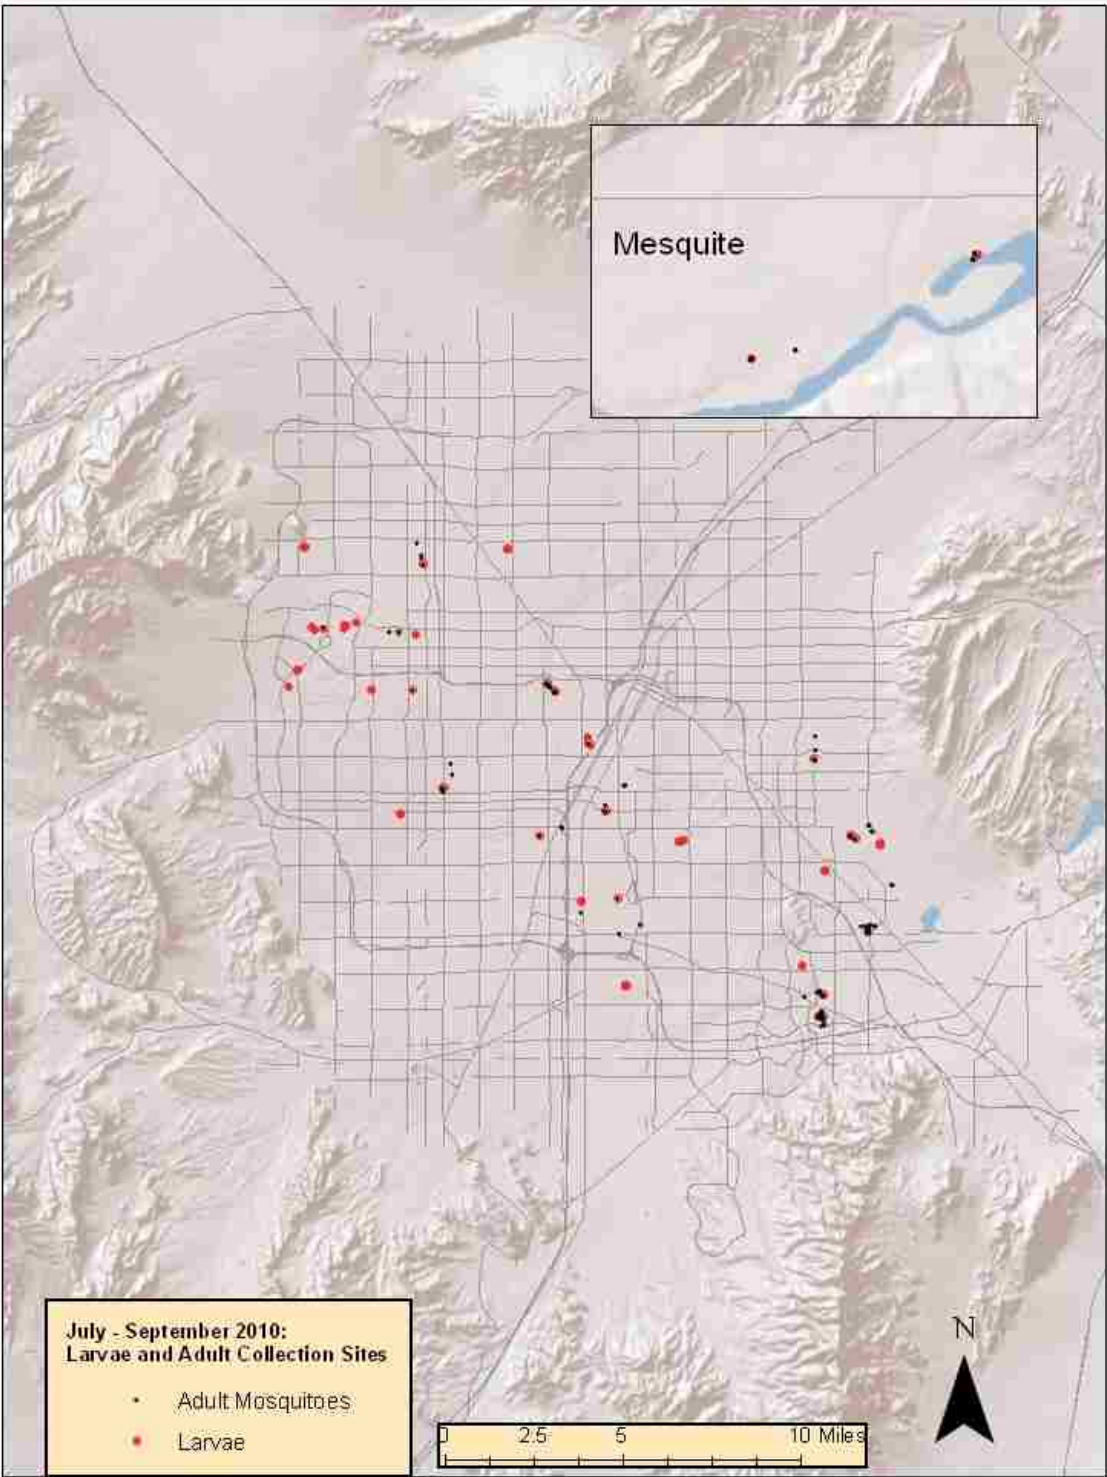 Mesquite
July - September 2010:
Larvae and Adult Collection Sites
Adult Mosquitoes
Larvae
N
0 2.5 5 10 Miles